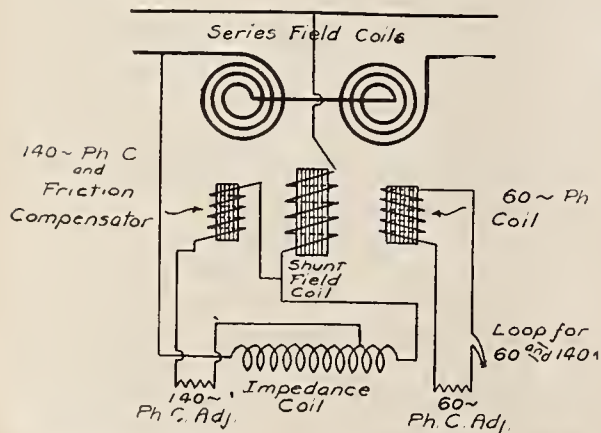 Series Field Coils
140~ Ph C
and
Friction
Compensator
60~ Ph
Coil
Shunt
Field
Coil
Loop for
60 and 140~
Impedance
Coil
140~
Ph C. Adj.
60~
Ph. C. Adj.